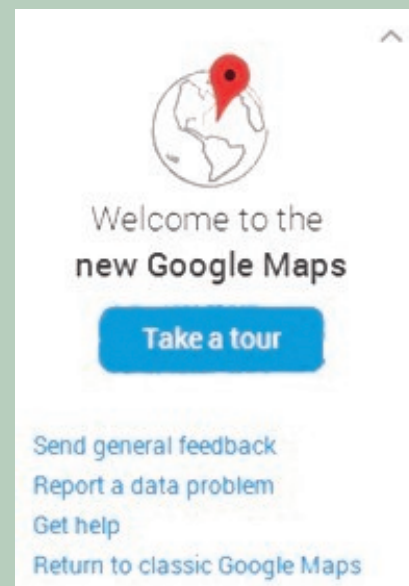 Welcome to the
new Google Maps
Take a tour
Send general feedback
Report a data problem
Get help
Return to classic Google Maps